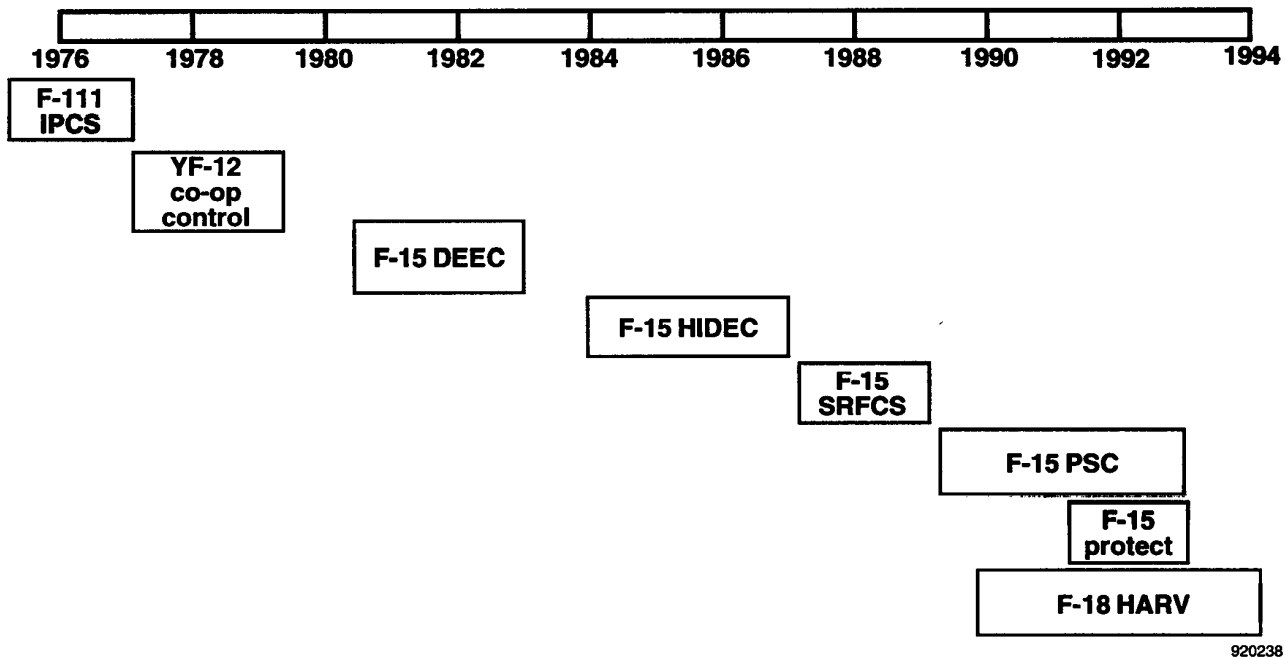 1976 1978 1980 1982 1984 1986 1988 1990 1992 1994
F-111
IPCS
YF-12
co-op
control
F-15 DEEC
F-15 HIDEC
F-15
SRFCS
F-15 PSC
F-15
protect
F-18 HARV
920238